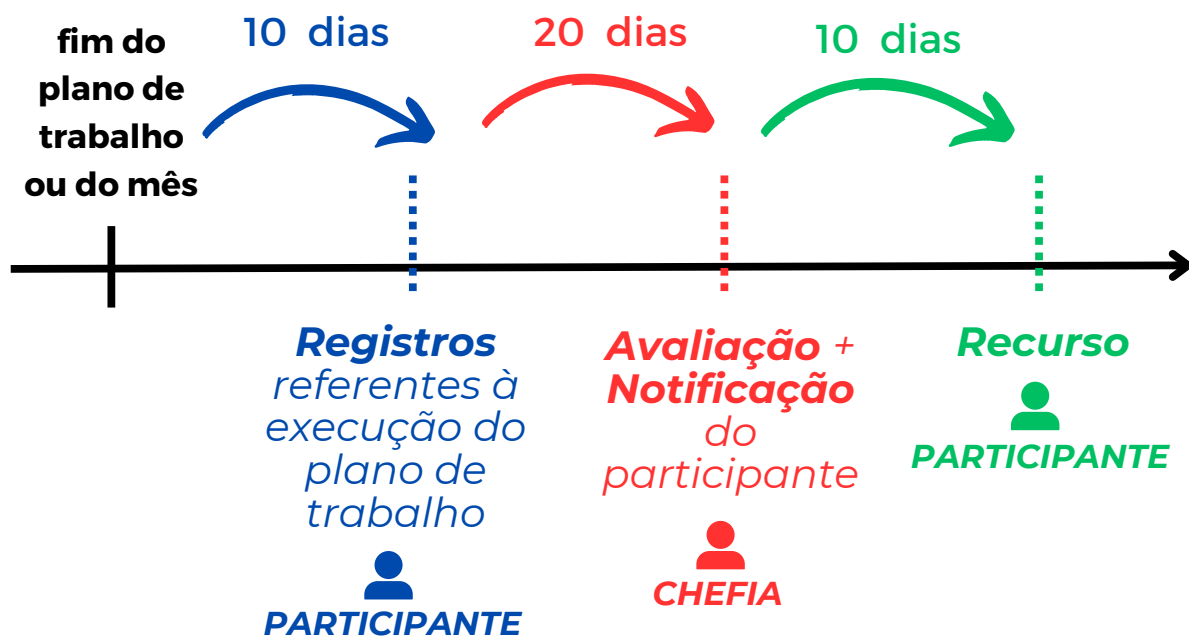 fim do
plano de
trabalho
ou do mês
10 dias
20 dias
10 dias
Registros
referentes à
execução do
plano de
trabalho
PARTICIPANTE
Avaliação +
Notificação
do
participante
CHEFIA
Recurso
PARTICIPANTE